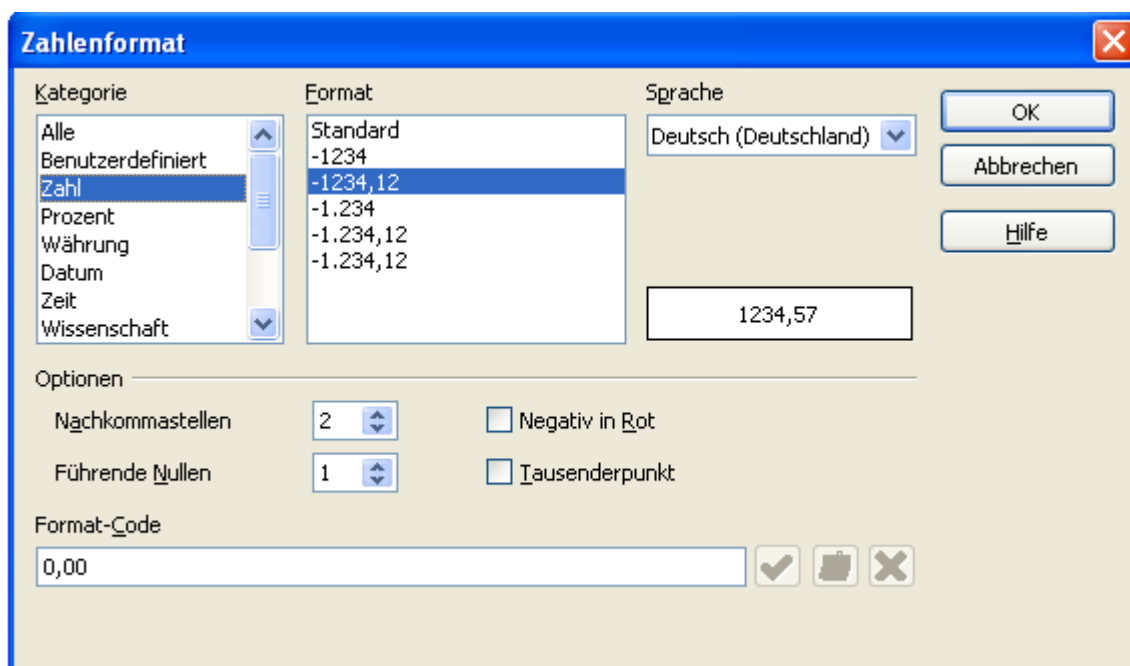 Zahlenformat
Kategorie
Format
Sprache
Alle
Benutzerdefiniert
Zahl
Prozent
Währung
Datum
Zeit
Wissenschaft
Standard
-1234
-1234,12
-1.234
-1.234,12
-1.234,12
Deutsch (Deutschland)
1234,57
OK
Abbrechen
Hilfe
Optionen
Nachkommastellen 2 Negativ in Rot
Führende Nullen 1 Tausenderpunkt
Format-Code
0,00